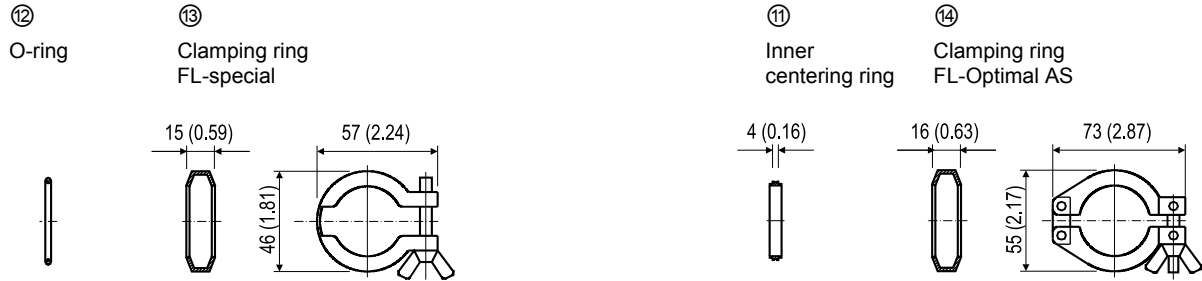 ⑫
O-ring
⑬
Clamping ring
FL-special
15 (0.59)
57 (2.24)
46 (1.81)
⑪
Inner
centering ring
⑭
Clamping ring
FL-Optimal AS
4 (0.16)
16 (0.63)
73 (2.87)
55 (2.17)